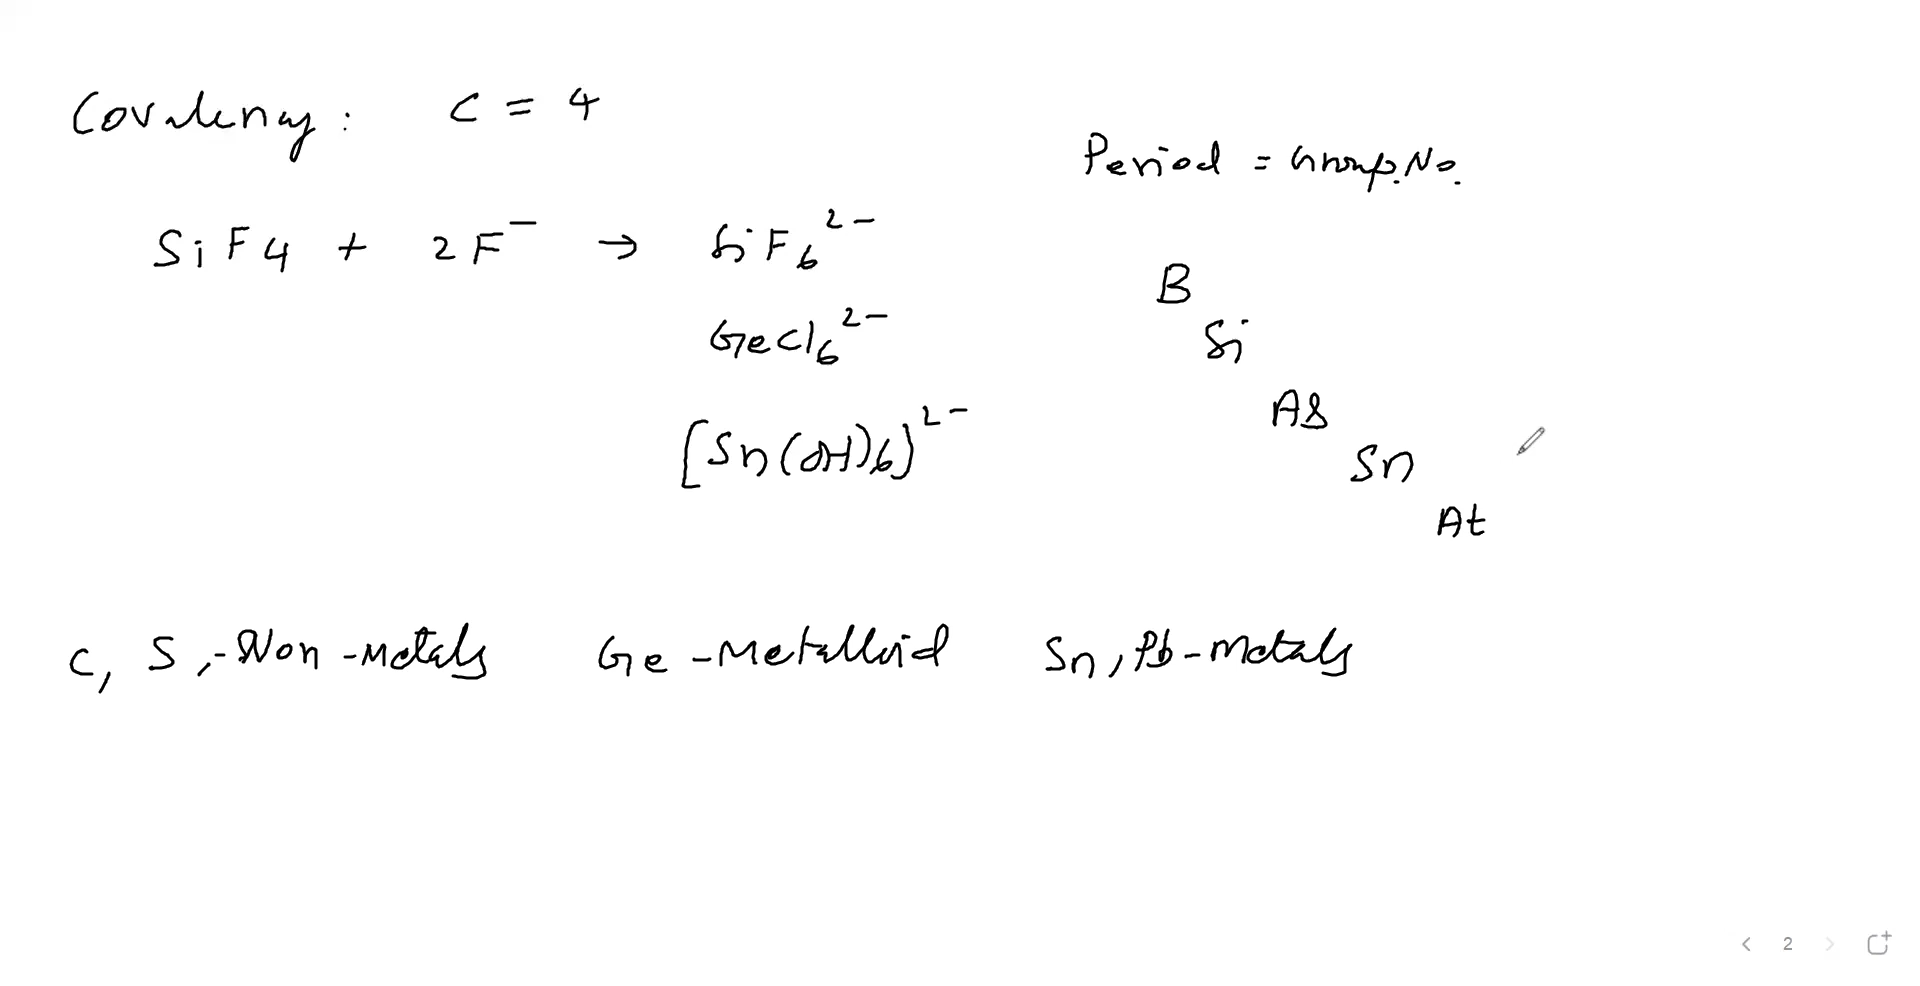 Covalency: C = 4
Period = Group.No.
SiF4 + 2F⁻ → SiF₆²⁻
GeCl₆²⁻
[Sn(OH)6]²⁻
B
Si
As
Sn
At
C, S,-Non-metals Ge-Metalloid Sn, Pb-metals
< 2 >